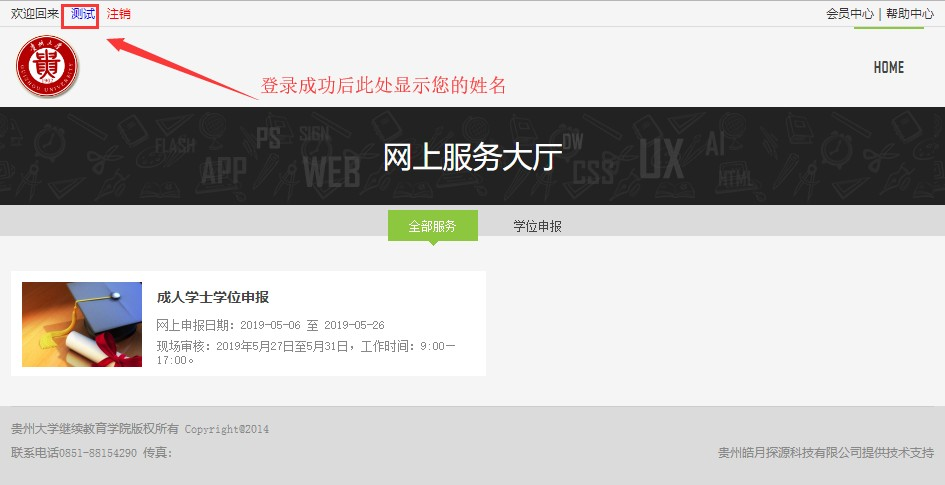 欢迎回来 测试 注销
会员中心 | 帮助中心
贵州大学
GUIZHOU UNIVERSITY
HOME
登录成功后此处显示您的姓名
FLASH
PS
SIGN
APP
WEB
网上服务大厅
DW
CSS
UX
AI
HTML
全部服务
学位申报
成人学士学位申报
网上申报日期：2019-05-06 至 2019-05-26
现场审核：2019年5月27日至5月31日，工作时间：9:00—
17:00。
贵州大学继续教育学院版权所有 Copyright©2014
联系电话0851-88154290 传真:
贵州皓月探源科技有限公司提供技术支持